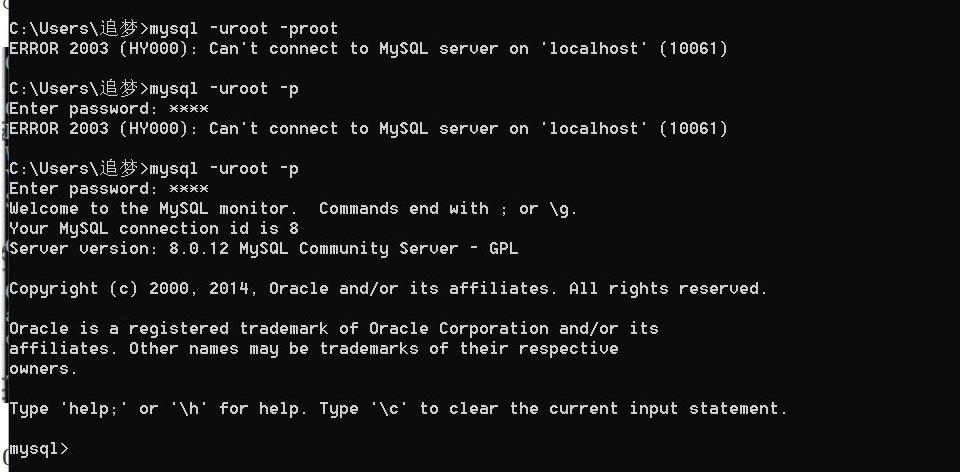 C:\Users\追梦>mysql -uroot -proot
ERROR 2003 (HY000): Can't connect to MySQL server on 'localhost' (10061)
C:\Users\追梦>mysql -uroot -p
Enter password: ****
ERROR 2003 (HY000): Can't connect to MySQL server on 'localhost' (10061)
C:\Users\追梦>mysql -uroot -p
Enter password: ****
Welcome to the MySQL monitor.  Commands end with ; or \g.
Your MySQL connection id is 8
Server version: 8.0.12 MySQL Community Server - GPL
Copyright (c) 2000, 2014, Oracle and/or its affiliates. All rights reserved.
Oracle is a registered trademark of Oracle Corporation and/or its
affiliates. Other names may be trademarks of their respective
owners.
Type 'help;' or '\h' for help. Type '\c' to clear the current input statement.
mysql>